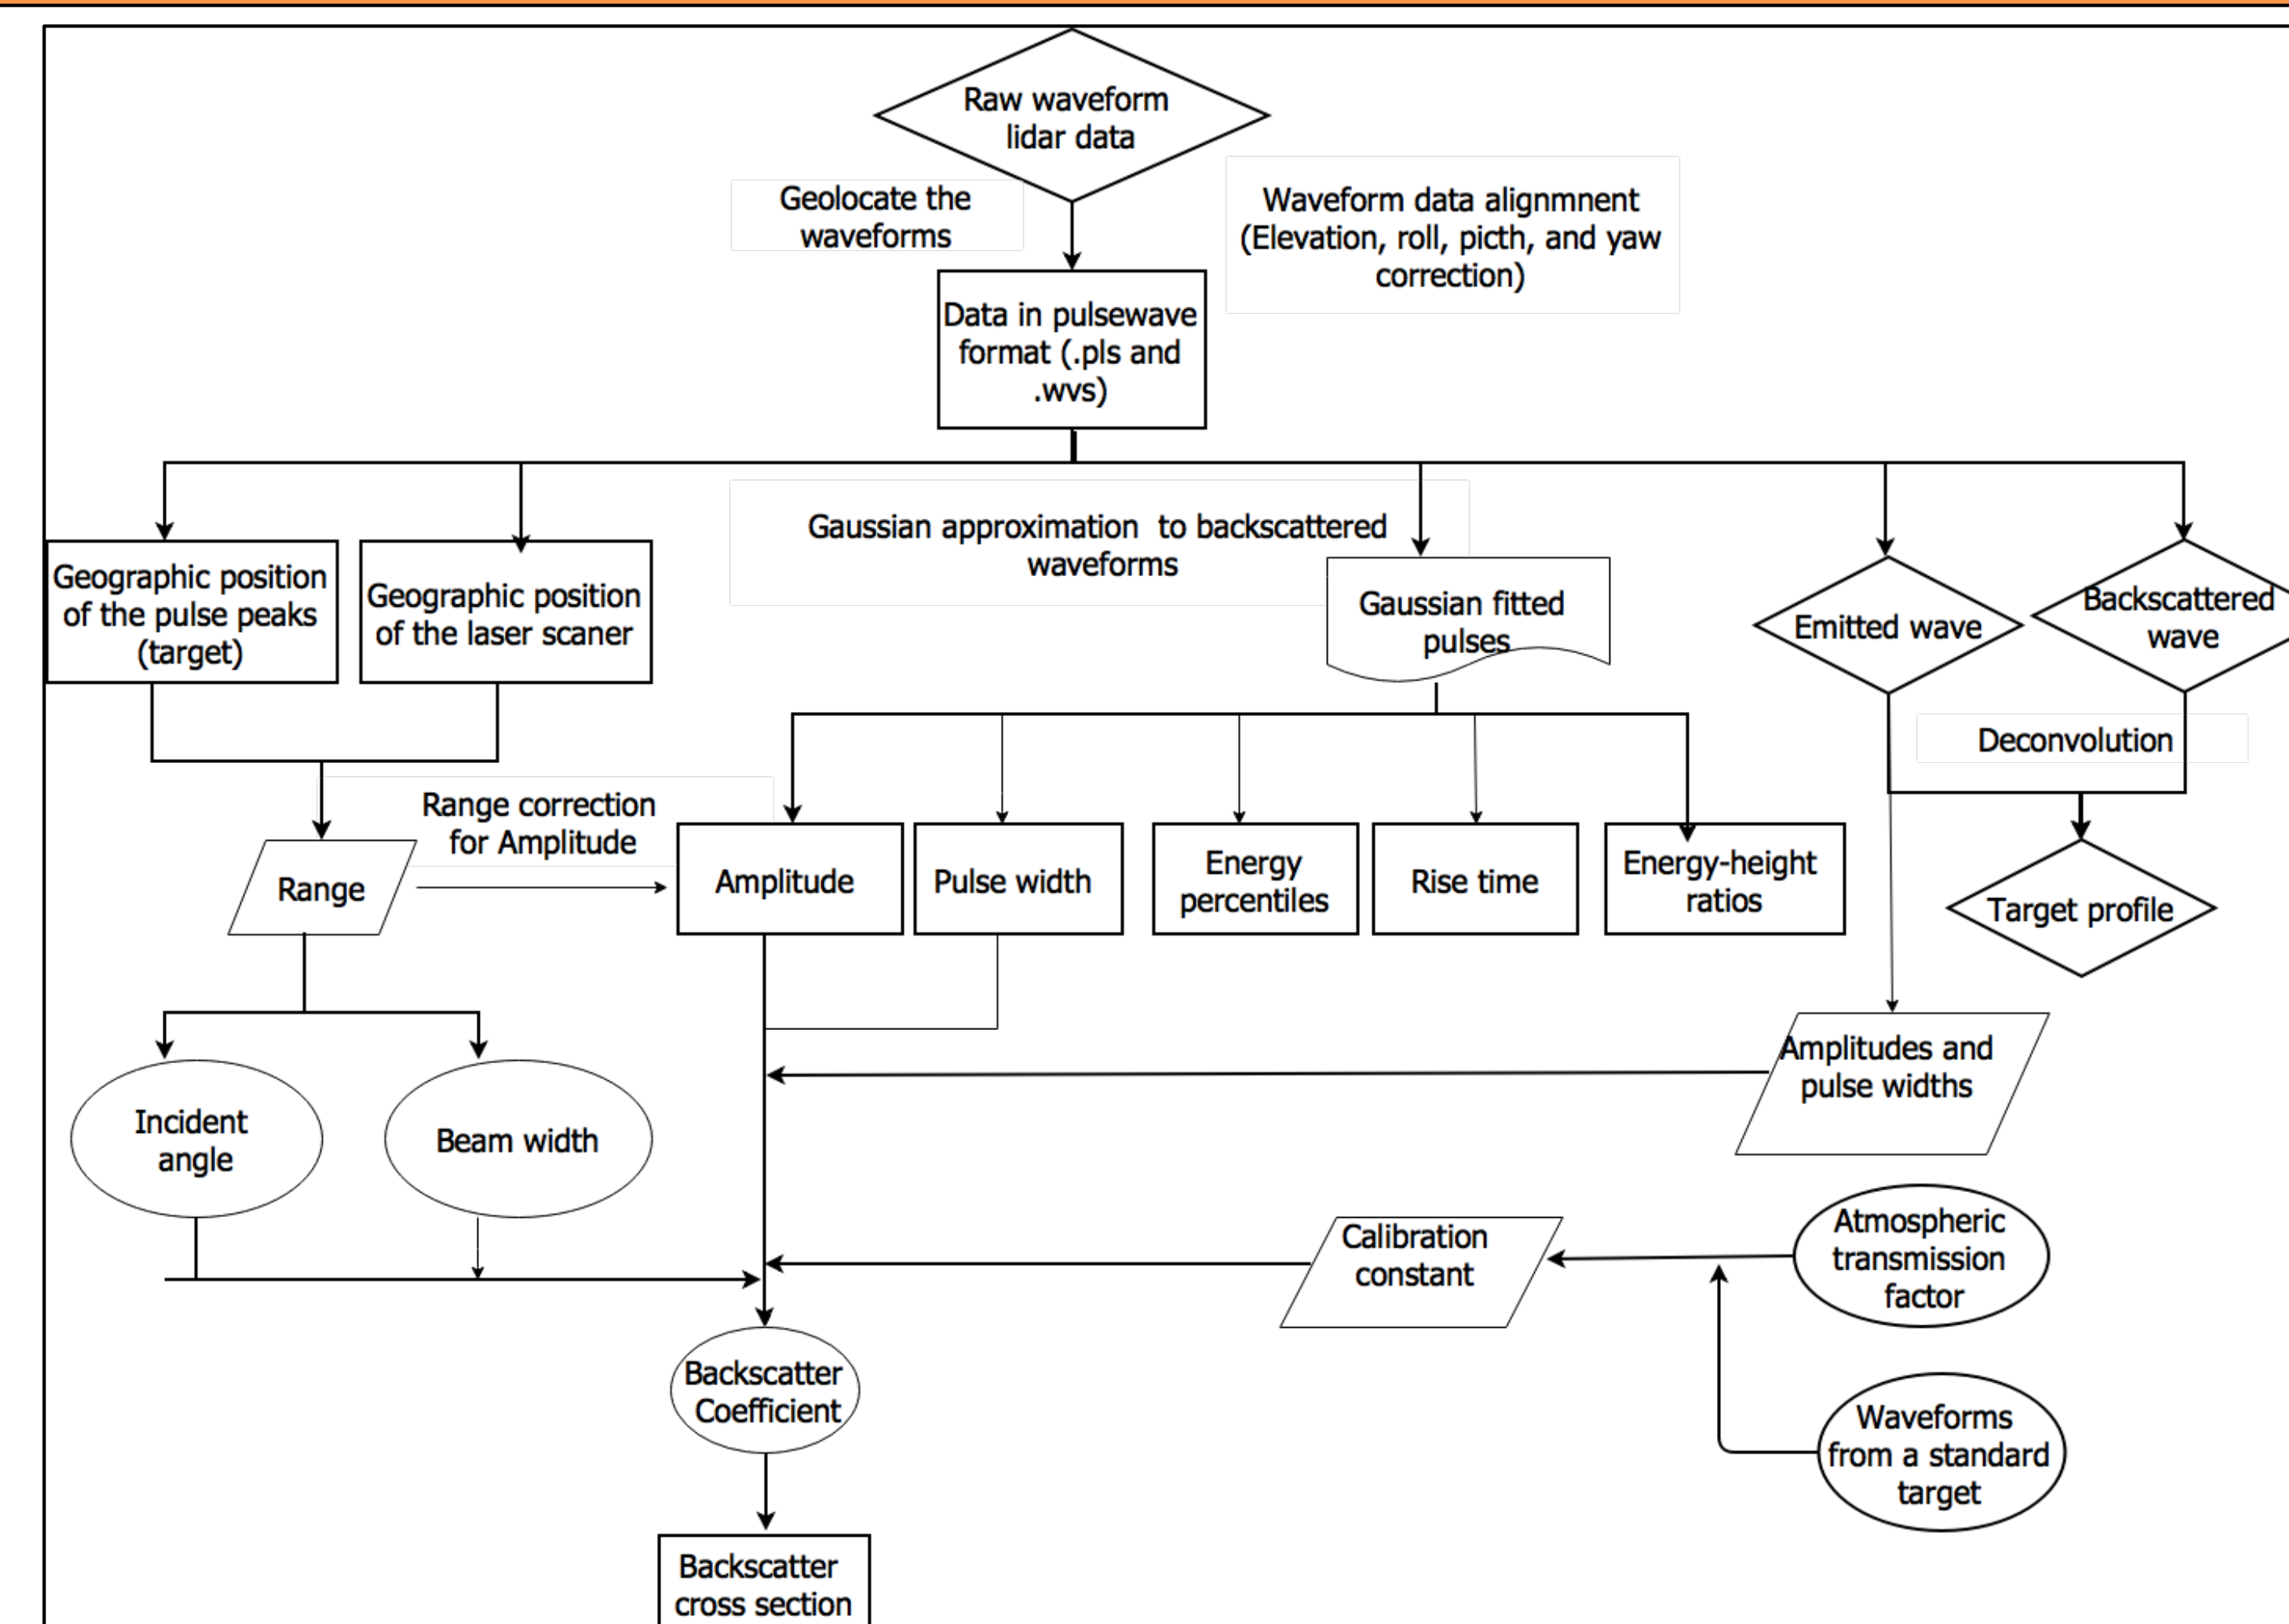 Raw waveform
lidar data
Geolocate the
waveforms
Waveform data alignmnent
(Elevation, roll, picth, and yaw
correction)
Data in pulsewave
format (.pls and
.wvs)
Geographic position
of the pulse peaks
(target)
Geographic position
of the laser scaner
Gaussian approximation  to backscattered
waveforms
Gaussian fitted
pulses
Emitted wave
Backscattered
wave
Deconvolution
Range correction
for Amplitude
Range
Amplitude
Pulse width
Energy
percentiles
Rise time
Energy-height
ratios
Target profile
Incident
angle
Beam width
Amplitudes and
pulse widths
Calibration
constant
Atmospheric
transmission
factor
Backscatter
Coefficient
Waveforms
from a standard
target
Backscatter
cross section